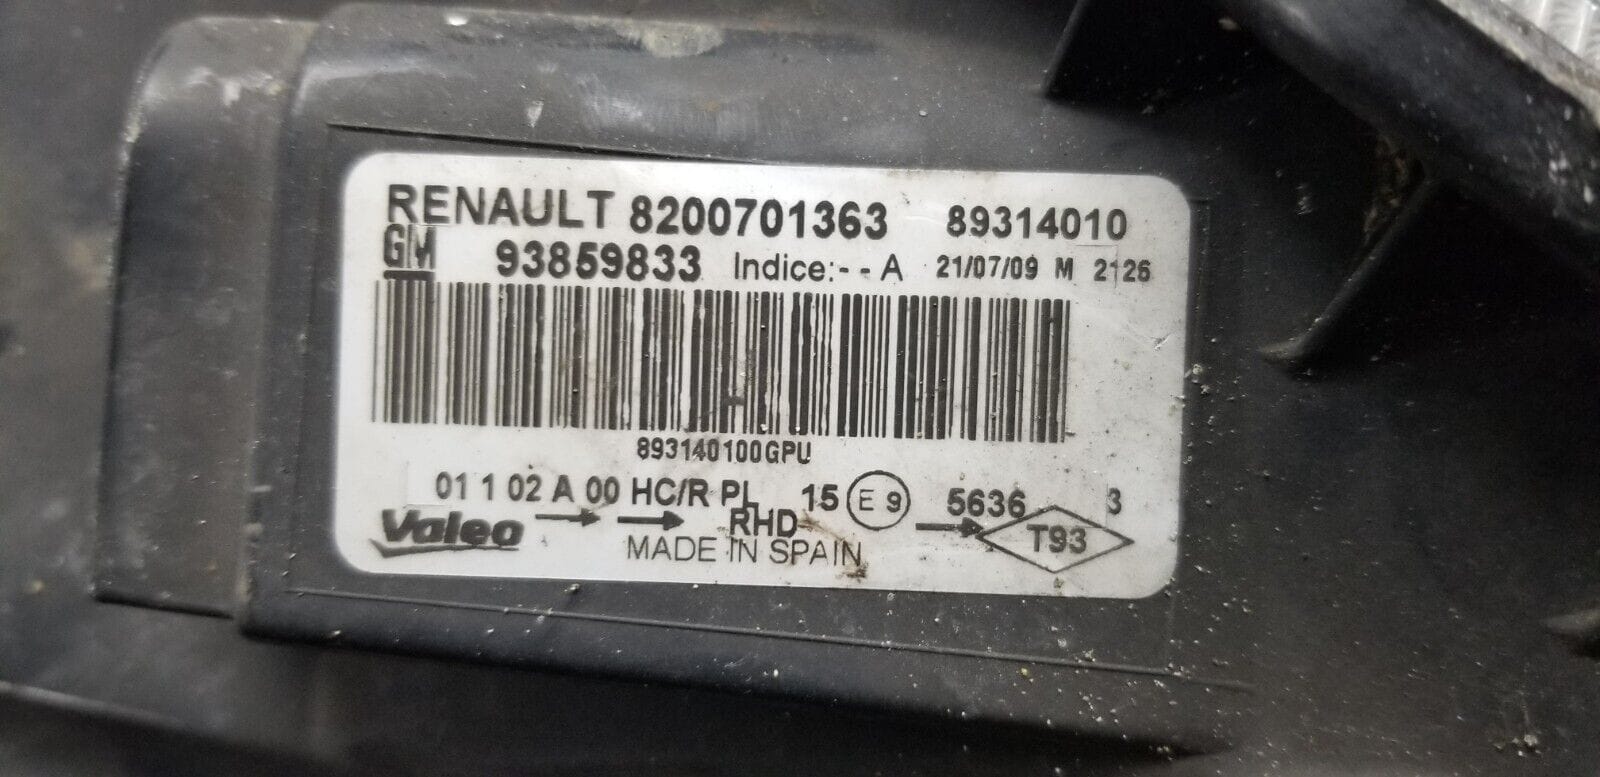 RENAULT 8200701363 89314010
GM 93859833 Indice:- - A 21/07/09 M 2126
893140100GPU
01 1 02 A 00 HC/R PL 15 E 9 5636 3
Valeo RHD T93
MADE IN SPAIN